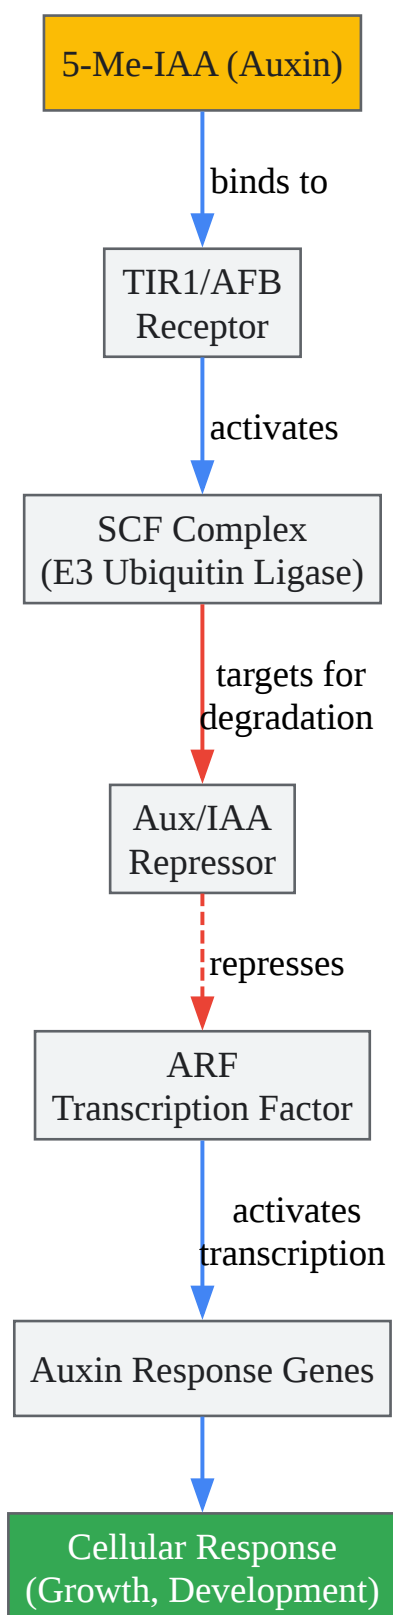 5-Me-IAA (Auxin)
binds to
TIR1/AFB
Receptor
activates
SCF Complex
(E3 Ubiquitin Ligase)
targets for
degradation
Aux/IAA
Repressor
represses
ARF
Transcription Factor
activates
transcription
Auxin Response Genes
Cellular Response
(Growth, Development)